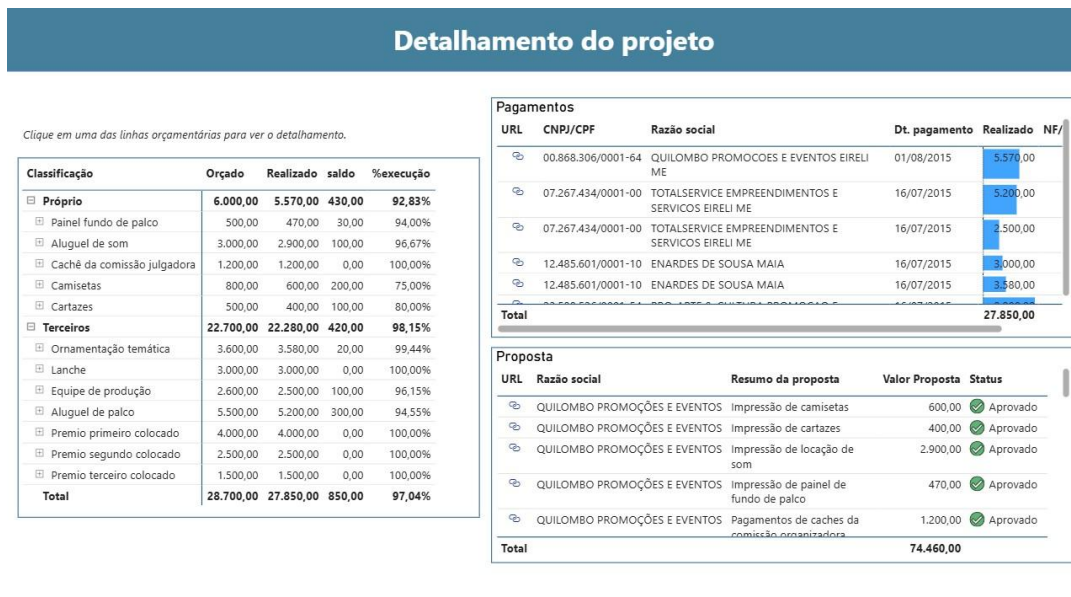 Detalhamento do projeto
Clique em uma das linhas orçamentárias para ver o detalhamento.
Classificação Orçado Realizado saldo %execução
Próprio 6.000,00 5.570,00 430,00 92,83%
Painel fundo de palco 500,00 470,00 30,00 94,00%
Aluguel de som 3.000,00 2.900,00 100,00 96,67%
Cachê da comissão julgadora 1.200,00 1.200,00 0,00 100,00%
Camisetas 800,00 600,00 200,00 75,00%
Cartazes 500,00 400,00 100,00 80,00%
Terceiros 22.700,00 22.280,00 420,00 98,15%
Ornamentação temática 3.600,00 3.580,00 20,00 99,44%
Lanche 3.000,00 3.000,00 0,00 100,00%
Equipe de produção 2.600,00 2.500,00 100,00 96,15%
Aluguel de palco 5.500,00 5.200,00 300,00 94,55%
Premio primeiro colocado 4.000,00 4.000,00 0,00 100,00%
Premio segundo colocado 2.500,00 2.500,00 0,00 100,00%
Premio terceiro colocado 1.500,00 1.500,00 0,00 100,00%
Total 28.700,00 27.850,00 850,00 97,04%
Pagamentos
URL CNPJ/CPF Razão social Dt. pagamento Realizado NF/
00.868.306/0001-64 QUILOMBO PROMOCOES E EVENTOS EIRELI 01/08/2015 5.570,00
ME
07.267.434/0001-00 TOTALSERVICE EMPREENDIMENTOS E 16/07/2015 5.200,00
SERVICOS EIRELI ME
07.267.434/0001-00 TOTALSERVICE EMPREENDIMENTOS E 16/07/2015 2.500,00
SERVICOS EIRELI ME
12.485.601/0001-10 ENARDES DE SOUSA MAIA 16/07/2015 3.000,00
12.485.601/0001-10 ENARDES DE SOUSA MAIA 16/07/2015 3.580,00
Total 27.850,00
Proposta
URL Razão social Resumo da proposta Valor Proposta Status
QUILOMBO PROMOÇÕES E EVENTOS Impressão de camisetas 600,00 Aprovado
QUILOMBO PROMOÇÕES E EVENTOS Impressão de cartazes 400,00 Aprovado
QUILOMBO PROMOÇÕES E EVENTOS Impressão de locação de 2.900,00 Aprovado
som
QUILOMBO PROMOÇÕES E EVENTOS Impressão de painel de 470,00 Aprovado
fundo de palco
QUILOMBO PROMOÇÕES E EVENTOS Pagamentos de caches da 1.200,00 Aprovado
comissão organizadora
Total 74.460,00